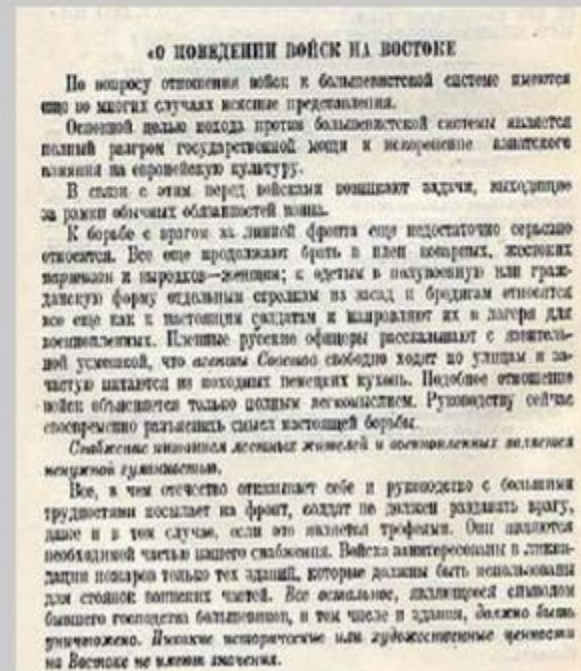 «О ПОВЕДЕНИИ ВОЙСК НА ВОСТОКЕ
По вопросу отношения войск к большевистской системе имеются
еще во многих случаях неясные представления.
Основной целью похода против большевистской системы является
полный разгром государственной мощи и искоренение азиатского
влияния на европейскую культуру.
В связи с этим перед войсками возникают задачи, выходящие
за рамки обычных обязанностей воина.
К борьбе с врагом за линией фронта еще недостаточно серьезно
относятся. Все еще продолжают брать в плен коварных, жестоких
партизан и выродков—женщин; к одетым в полувоенную или граж-
данскую форму отдельным стрелкам из засад и бродягам относятся
все еще как к настоящим солдатам и направляют их в лагеря для
военнопленных. Пленные русские офицеры рассказывают с язвитель-
ной усмешкой, что агенты Советов свободно ходят по улицам и за-
частую питаются из походных немецких кухонь. Подобное отношение
войск объясняется только полным легкомыслием. Руководству сейчас
своевременно разъяснить смысл настоящей борьбы.
Снабжение питанием местных жителей и военнопленных является
ненужной гуманностью.
Все, в чем отечество отказывает себе и руководство с большими
трудностями посылает на фронт, солдат не должен раздавать врагу,
даже и в том случае, если это является трофеями. Они являются
необходимой частью нашего снабжения. Войска заинтересованы в ликви-
дации пожаров только тех зданий, которые должны быть использованы
для стоянок воинских частей. Все остальное, являющееся символом
бывшего господства большевиков, в том числе и здания, должно быть
уничтожено. Никакие исторические или художественные ценности
на Востоке не имеют значения.